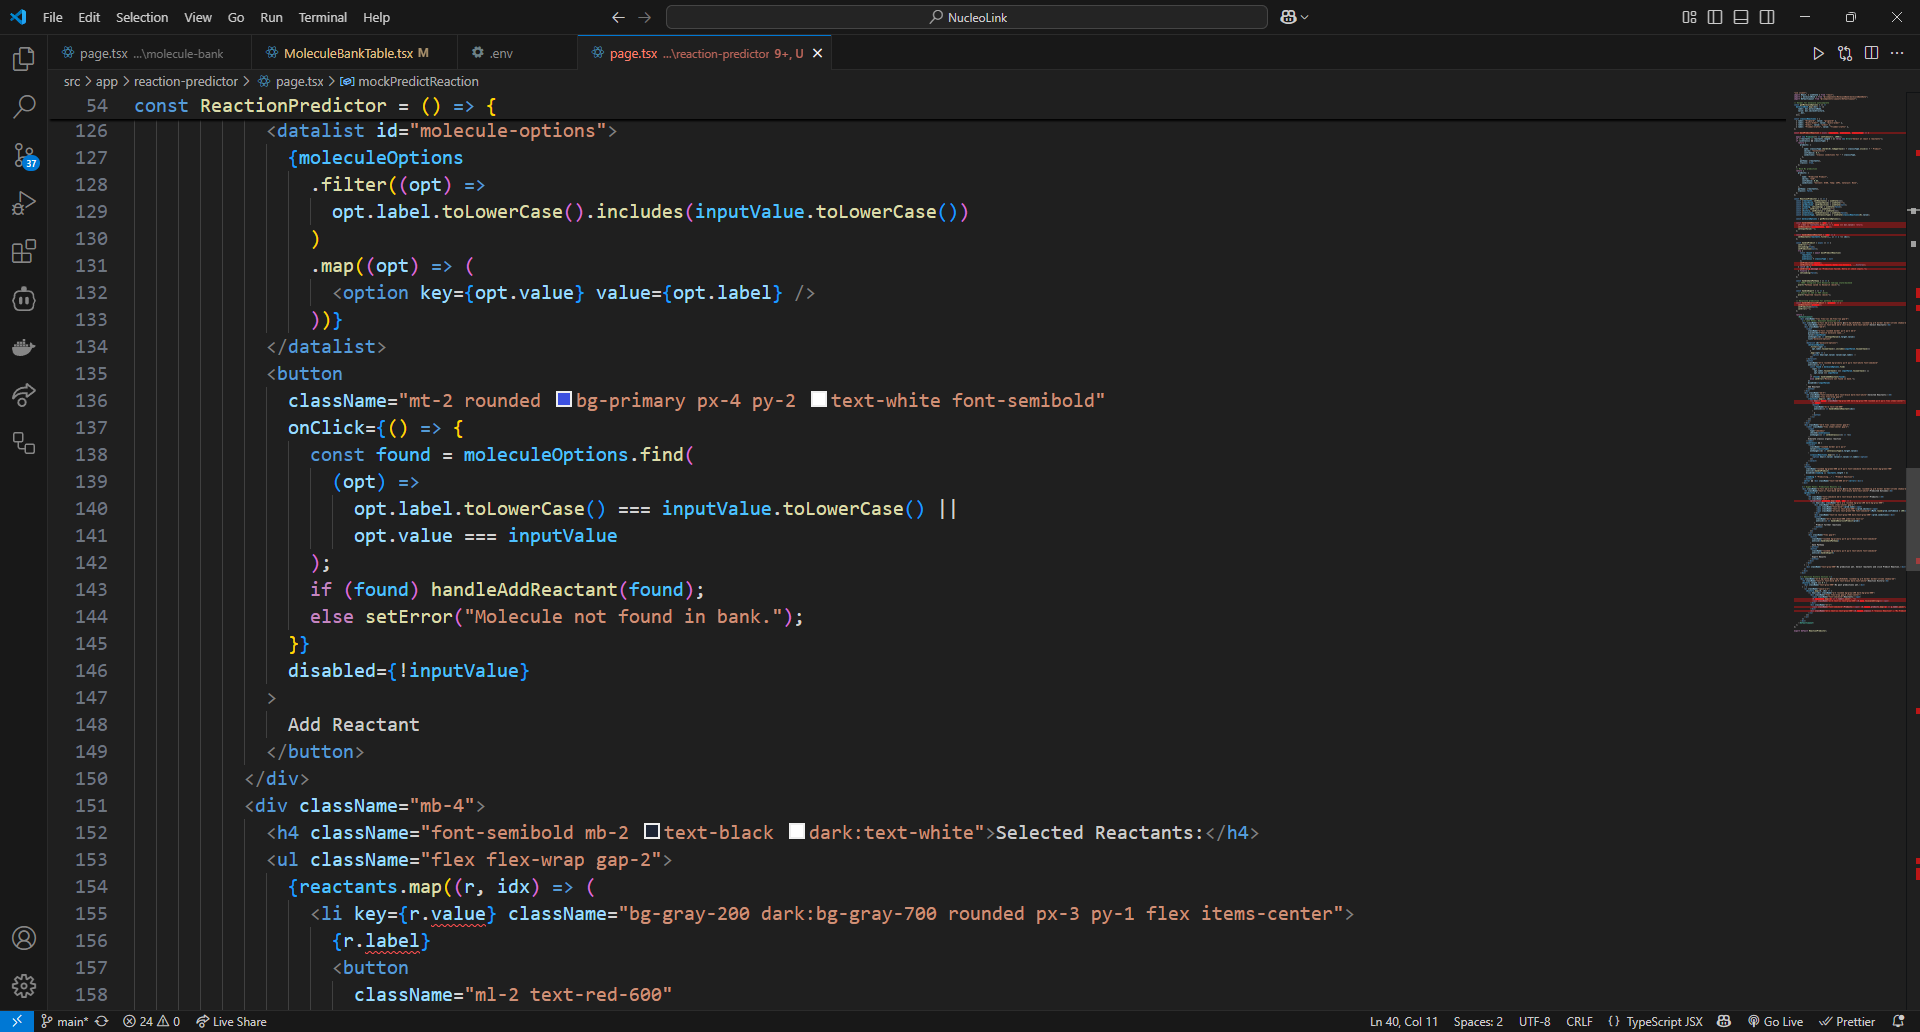 File Edit Selection View Go Run Terminal Help
NucleoLink
page.tsx ...\molecule-bank
MoleculeBankTable.tsx M
.env
page.tsx ...\reaction-predictor 9+, U
src > app > reaction-predictor > page.tsx > mockPredictReaction
54 const ReactionPredictor = () => {
126 <datalist id="molecule-options">
127 {moleculeOptions
128 .filter((opt) =>
129 opt.label.toLowerCase().includes(inputValue.toLowerCase())
130 )
131 .map((opt) => (
132 <option key={opt.value} value={opt.label} />
133 ))}
134 </datalist>
135 <button
136 className="mt-2 rounded bg-primary px-4 py-2 text-white font-semibold"
137 onClick={() => {
138 const found = moleculeOptions.find(
139 (opt) =>
140 opt.label.toLowerCase() === inputValue.toLowerCase() ||
141 opt.value === inputValue
142 );
143 if (found) handleAddReactant(found);
144 else setError("Molecule not found in bank.");
145 }}
146 disabled={!inputValue}
147 >
148 Add Reactant
149 </button>
150 </div>
151 <div className="mb-4">
152 <h4 className="font-semibold mb-2 text-black dark:text-white">Selected Reactants:</h4>
153 <ul className="flex flex-wrap gap-2">
154 {reactants.map((r, idx) => (
155 <li key={r.value} className="bg-gray-200 dark:bg-gray-700 rounded px-3 py-1 flex items-center">
156 {r.label}
157 <button
158 className="ml-2 text-red-600"
37
main* 24 0 Live Share
Ln 40, Col 11 Spaces: 2 UTF-8 CRLF {} TypeScript JSX Go Live Prettier